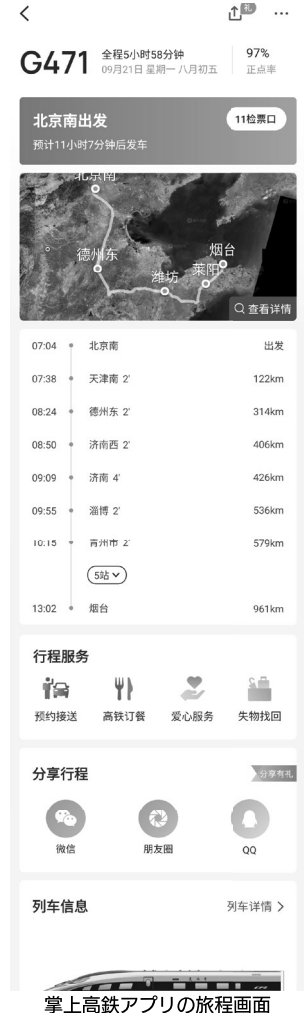 礼
G471
全程5小时58分钟
09月21日 星期一 八月初五
97%
正点率
北京南出发
11检票口
预计11小时7分钟后发车
北京南
德州东
烟台
莱阳
潍坊
查看详情
07:04 北京南 出发
07:38 天津南 2' 122km
08:24 德州东 2' 314km
08:50 济南西 2' 406km
09:09 济南 4' 426km
09:55 淄博 2' 536km
10:15 青州市 2' 579km
5站
13:02 烟台 961km
行程服务
预约接送 高铁订餐 爱心服务 失物找回
分享行程
分享有礼
微信 朋友圈 QQ
列车信息
列车详情
掌上高鉄アプリの旅程画面